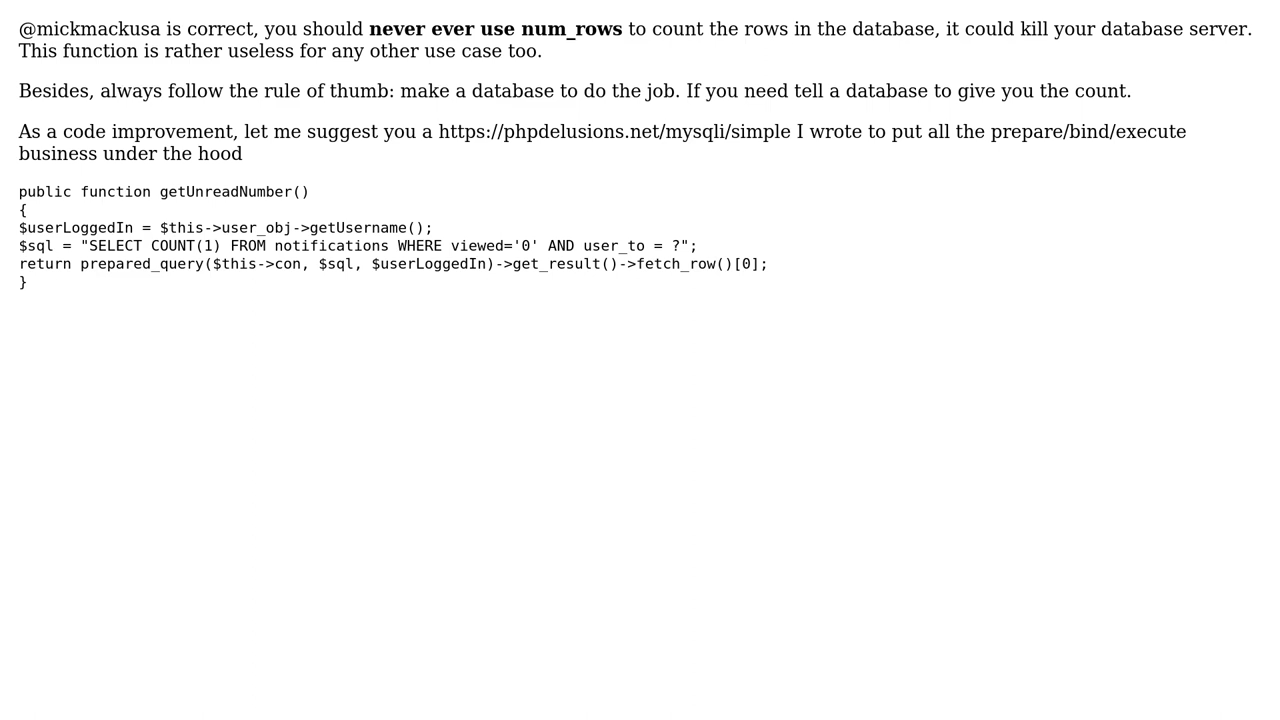 @mickmackusa is correct, you should never ever use num_rows to count the rows in the database, it could kill your database server.
This function is rather useless for any other use case too.
Besides, always follow the rule of thumb: make a database to do the job. If you need tell a database to give you the count.
As a code improvement, let me suggest you a https://phpdelusions.net/mysqli/simple I wrote to put all the prepare/bind/execute
business under the hood
public function getUnreadNumber()
{
$userLoggedIn = $this->user_obj->getUsername();
$sql = "SELECT COUNT(1) FROM notifications WHERE viewed='0' AND user_to = ?";
return prepared_query($this->con, $sql, $userLoggedIn)->get_result()->fetch_row()[0];
}